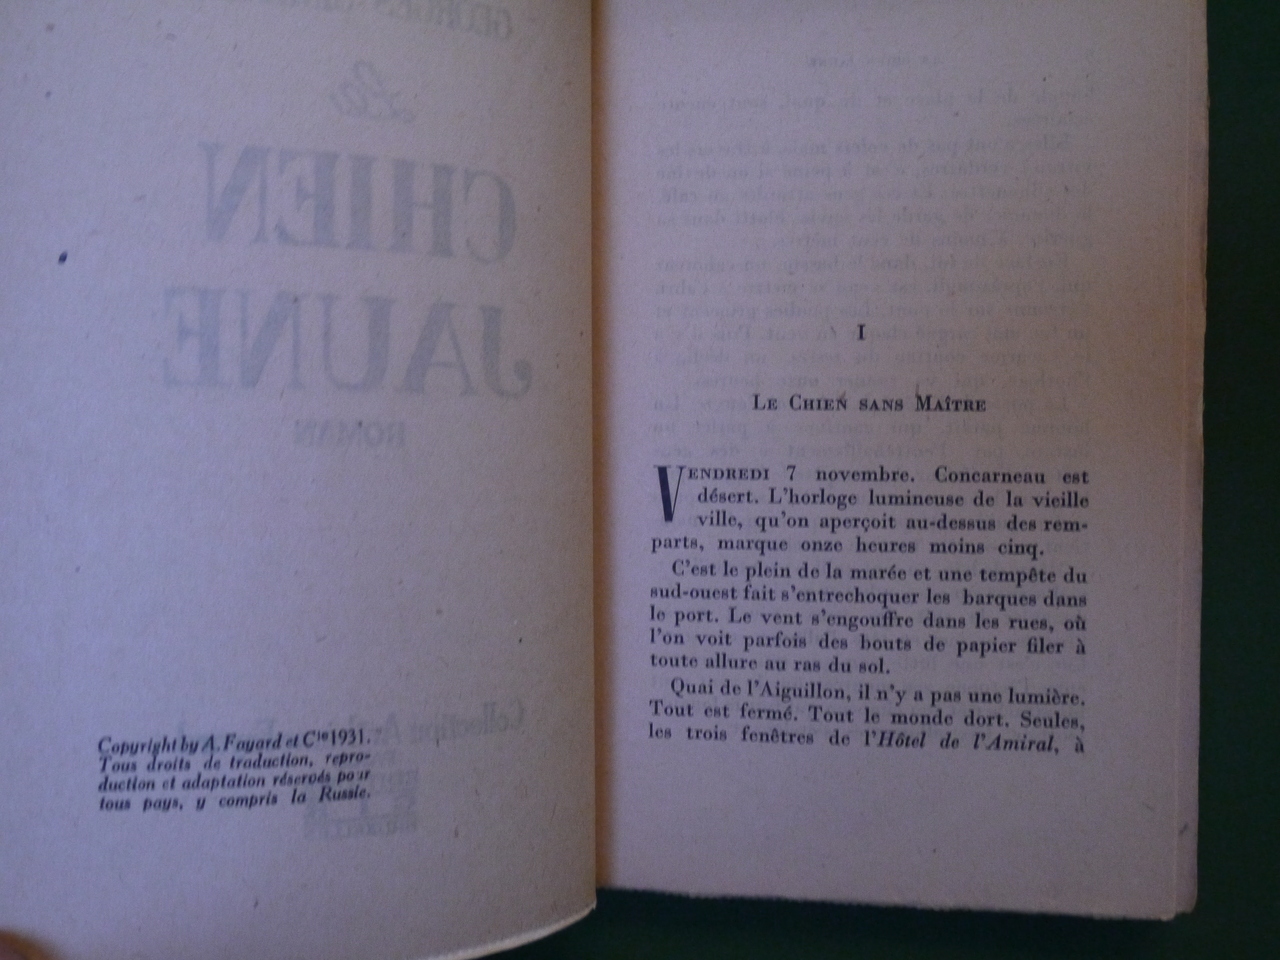 Le
CHIEN
JAUNE
ROMAN
Copyright by A. Fayard et Cie 1931.
Tous droits de traduction, repro-
duction et adaptation réservés pour
tous pays, y compris la Russie.
I
LE CHIEN SANS MAÎTRE
VENDREDI 7 novembre. Concarneau est
désert. L'horloge lumineuse de la vieille
ville, qu'on aperçoit au-dessus des rem-
parts, marque onze heures moins cinq.
C'est le plein de la marée et une tempête du
sud-ouest fait s'entrechoquer les barques dans
le port. Le vent s'engouffre dans les rues, où
l'on voit parfois des bouts de papier filer à
toute allure au ras du sol.
Quai de l'Aiguillon, il n'y a pas une lumière.
Tout est fermé. Tout le monde dort. Seules,
les trois fenêtres de l'Hôtel de l'Amiral, à